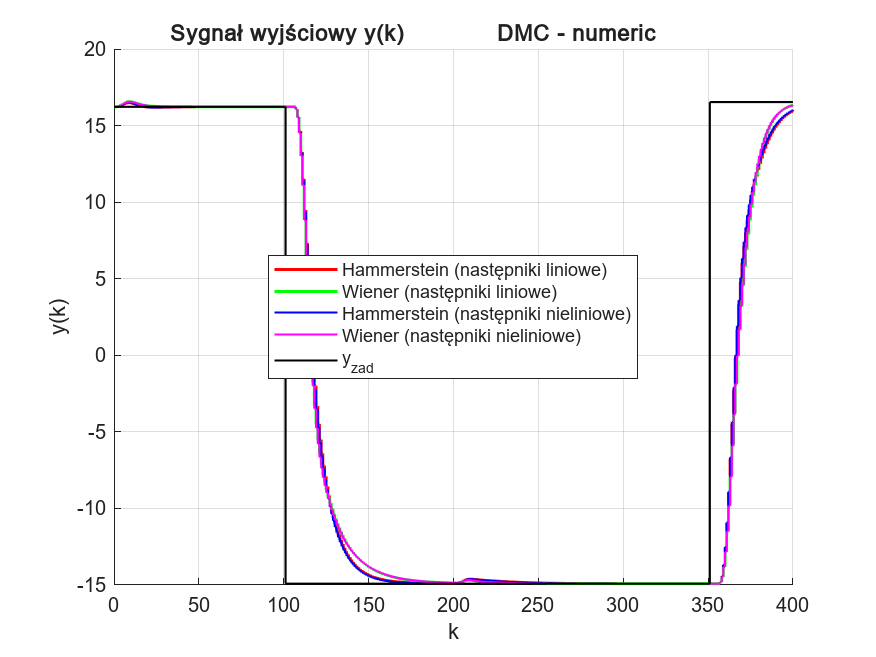 Sygnał wyjściowy y(k) DMC - numeric
20
15
10
5
0
-5
-10
-15
y(k)
Hammerstein (następniki liniowe)
Wiener (następniki liniowe)
Hammerstein (następniki nieliniowe)
Wiener (następniki nieliniowe)
y_zad
0 50 100 150 200 250 300 350 400
k